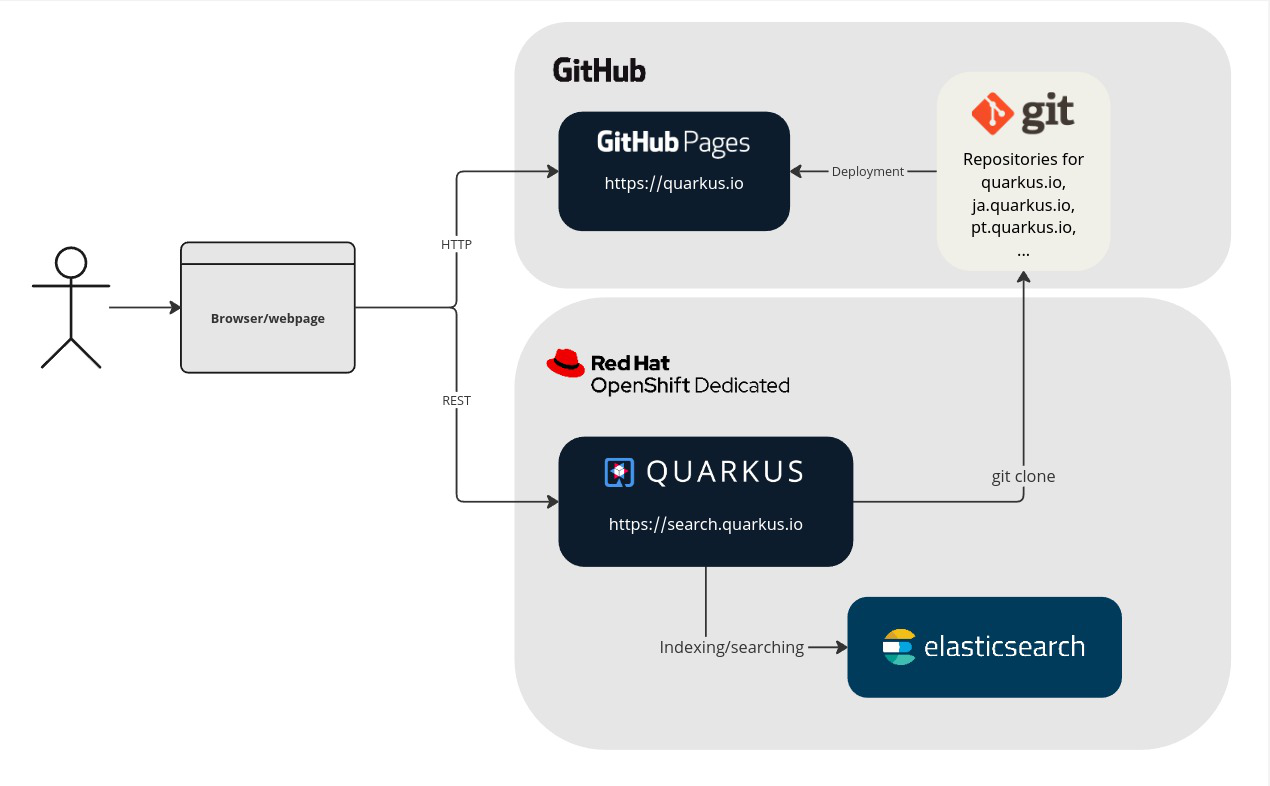 GitHub
GitHub Pages
https://quarkus.io
Deployment
git
Repositories for
quarkus.io,
ja.quarkus.io,
pt.quarkus.io,
...
HTTP
Browser/webpage
REST
Red Hat
OpenShift Dedicated
QUARKUS
https://search.quarkus.io
git clone
Indexing/searching
elasticsearch